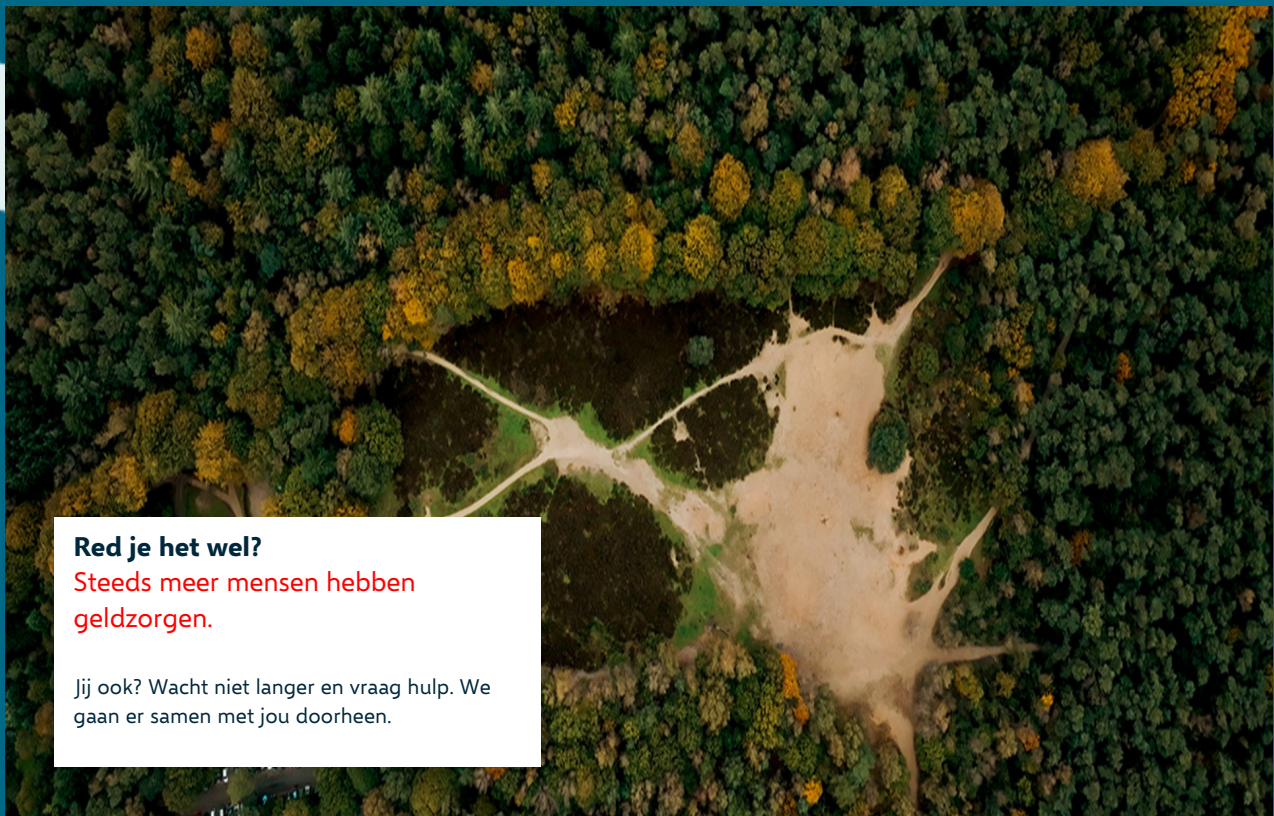 Red je het wel?
Steeds meer mensen hebben
geldzorgen.
Jij ook? Wacht niet langer en vraag hulp. We
gaan er samen met jou doorheen.